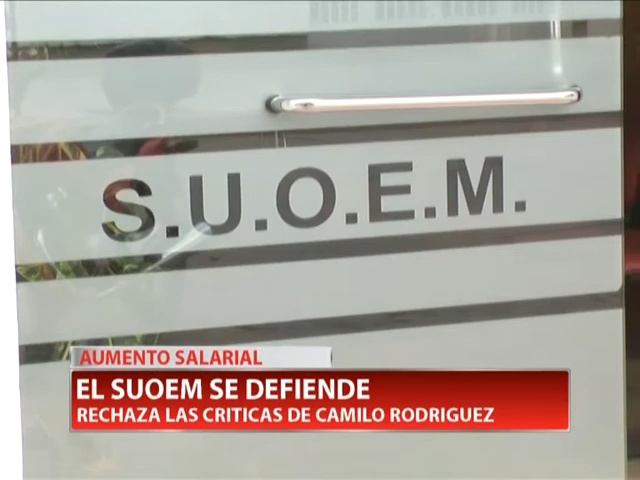 S.U.O.E.M.
AUMENTO SALARIAL
EL SUOEM SE DEFIENDE
RECHAZA LAS CRITICAS DE CAMILO RODRIGUEZ